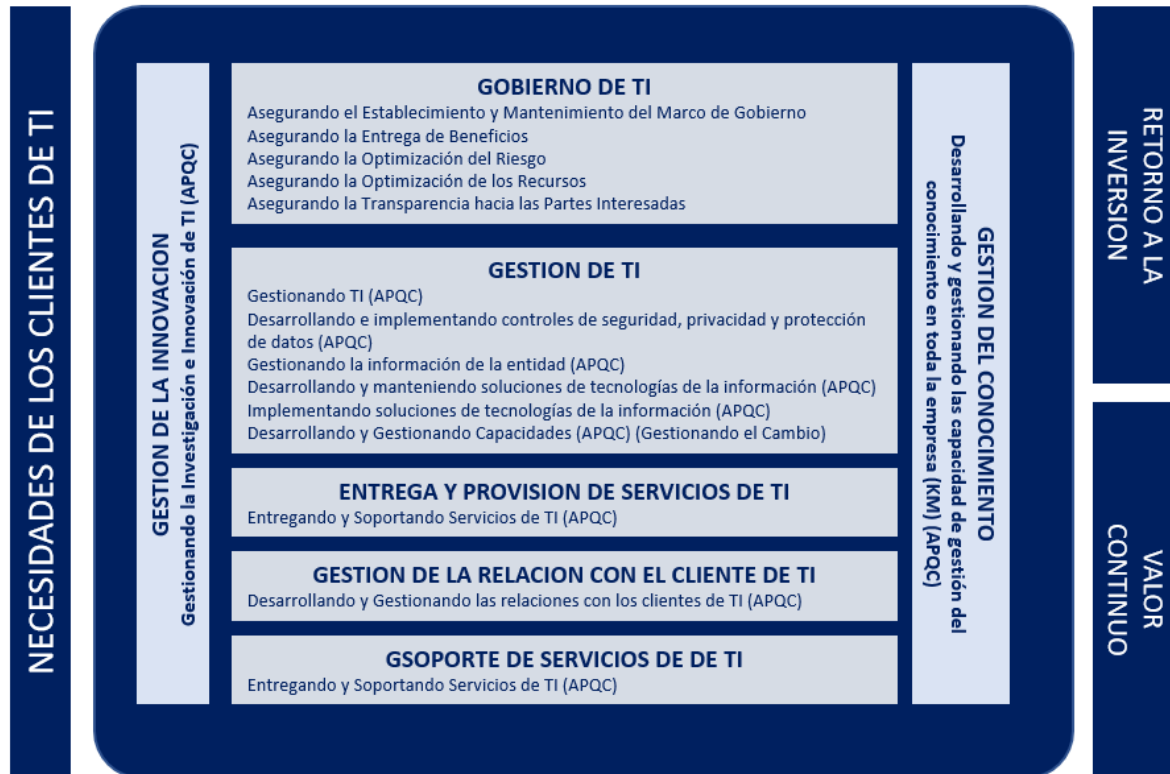 NECESIDADES DE LOS CLIENTES DE TI
GESTION DE LA INNOVACION
Gestionando la Investigación e Innovación de TI (APQC)
GOBIERNO DE TI
Asegurando el Establecimiento y Mantenimiento del Marco de Gobierno
Asegurando la Entrega de Beneficios
Asegurando la Optimización del Riesgo
Asegurando la Optimización de los Recursos
Asegurando la Transparencia hacia las Partes Interesadas
GESTION DE TI
Gestionando TI (APQC)
Desarrollando e implementando controles de seguridad, privacidad y protección
de datos (APQC)
Gestionando la información de la entidad (APQC)
Desarrollando y manteniendo soluciones de tecnologías de la información (APQC)
Implementando soluciones de tecnologías de la información (APQC)
Desarrollando y Gestionando Capacidades (APQC) (Gestionando el Cambio)
ENTREGA Y PROVISION DE SERVICIOS DE TI
Entregando y Soportando Servicios de TI (APQC)
GESTION DE LA RELACION CON EL CLIENTE DE TI
Desarrollando y Gestionando las relaciones con los clientes de TI (APQC)
GSOPORTE DE SERVICIOS DE DE TI
Entregando y Soportando Servicios de TI (APQC)
GESTION DEL CONOCIMIENTO
Desarrollando y gestionando las capacidad de gestión del
conocimiento en toda la empresa (KM) (APQC)
RETORNO A LA
INVERSION
VALOR
CONTINUO